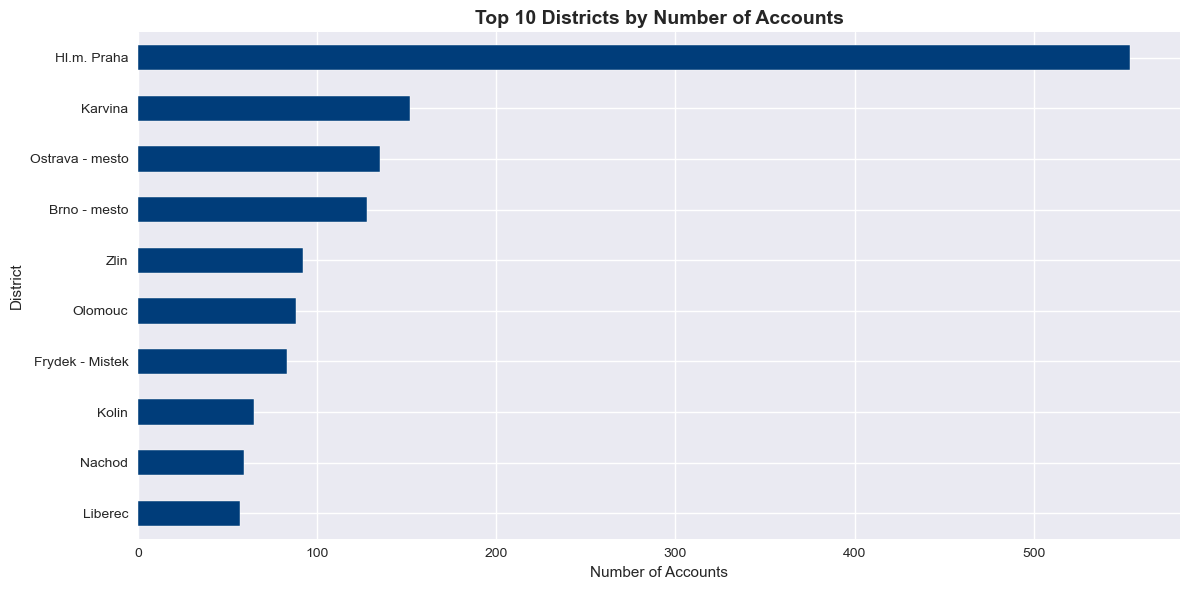 Top 10 Districts by Number of Accounts
Hl.m. Praha
Karvina
Ostrava - mesto
Brno - mesto
Zlin
Olomouc
Frydek - Mistek
Kolin
Nachod
Liberec
District
0 100 200 300 400 500
Number of Accounts